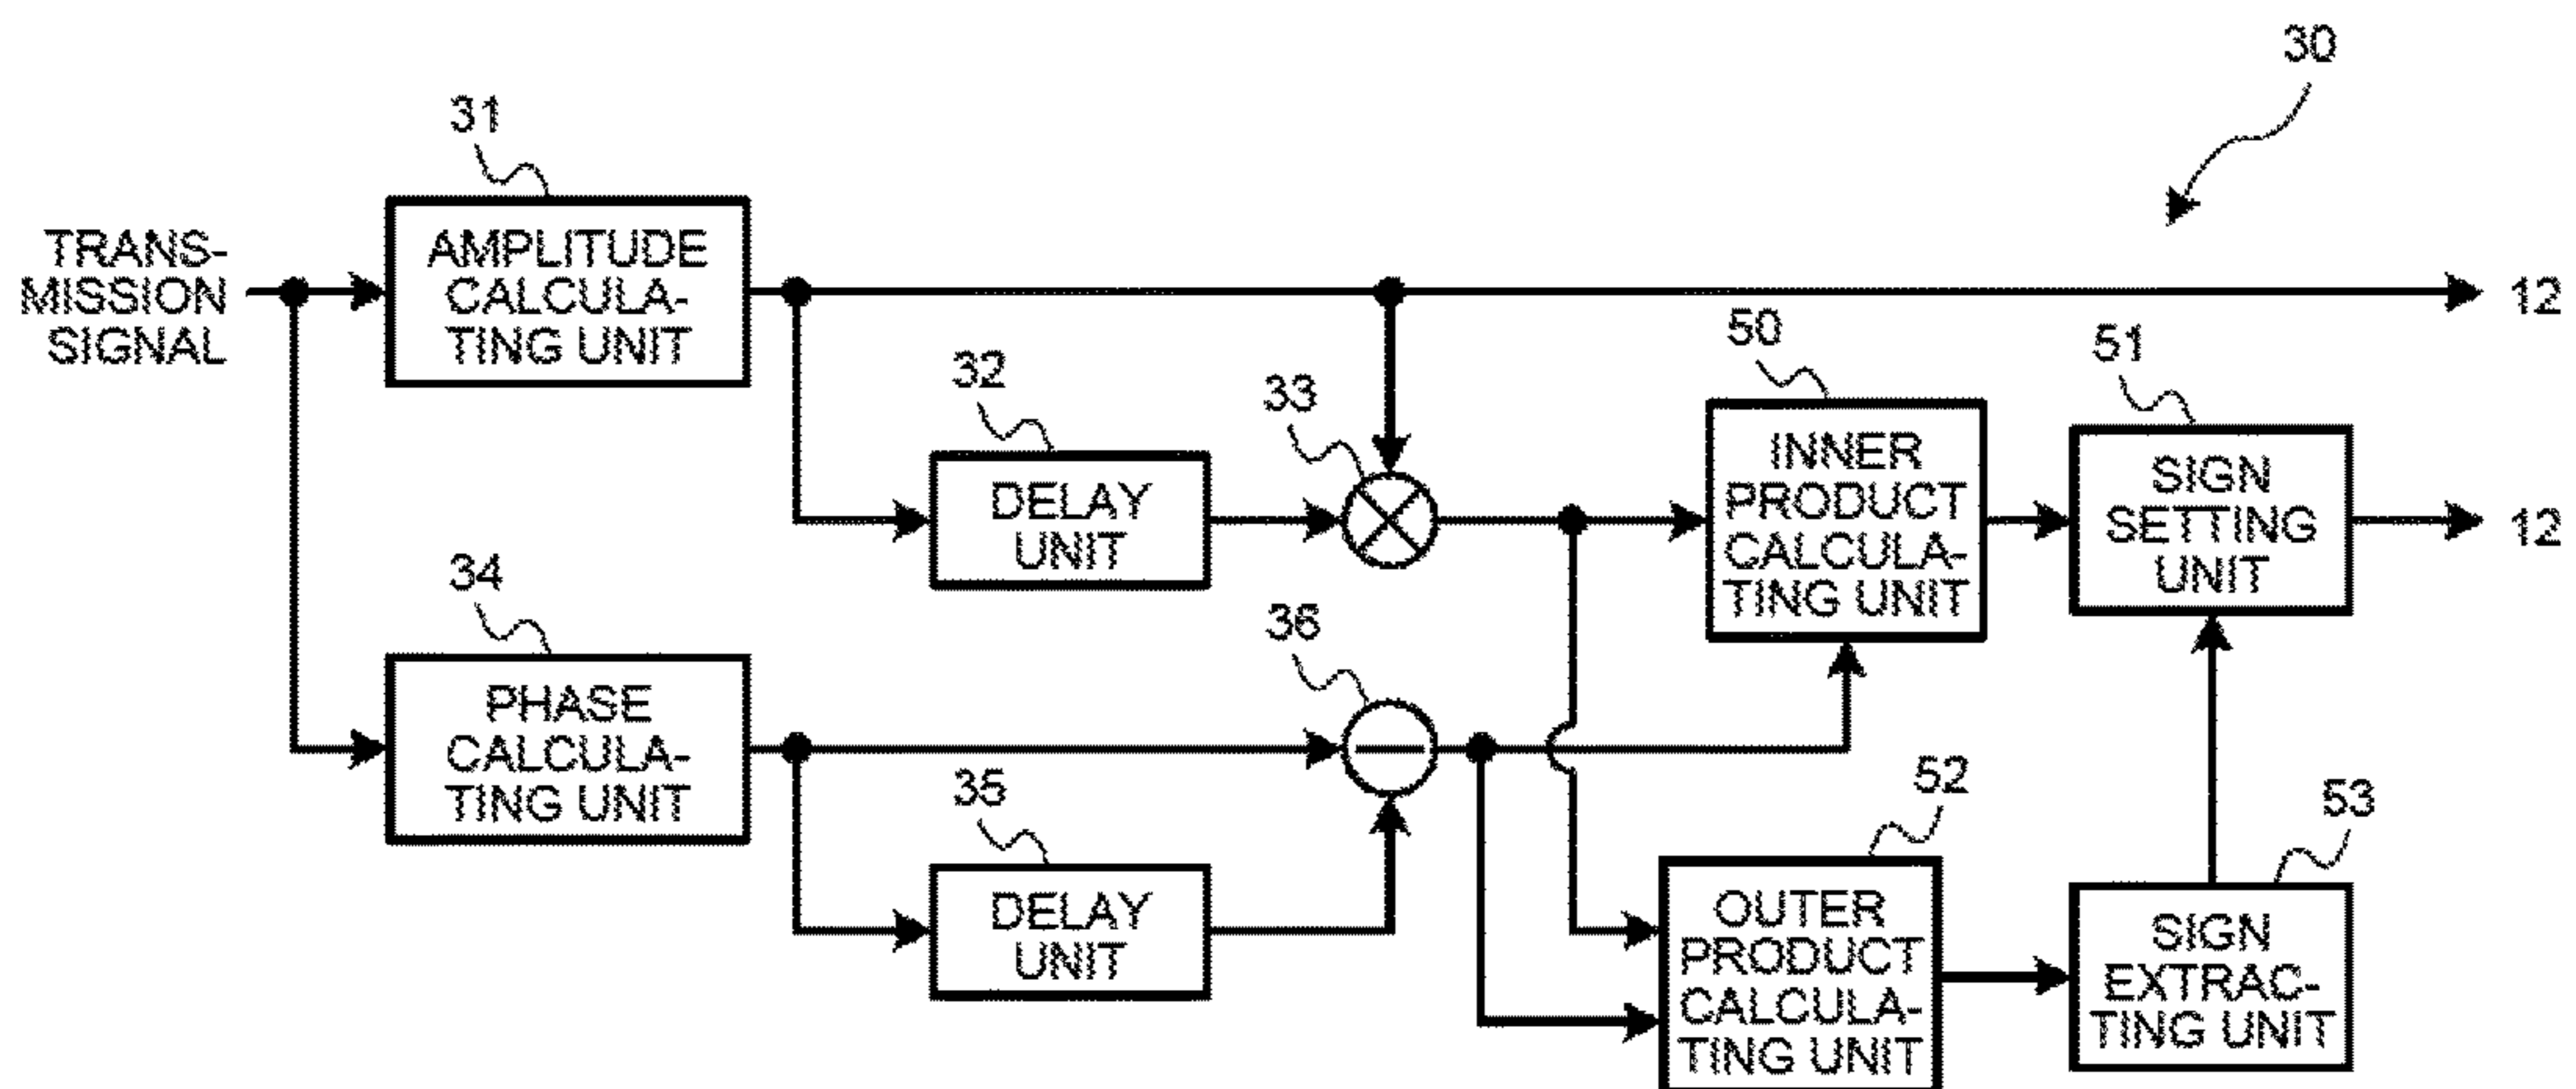 30
31
TRANS-
MISSION
SIGNAL
AMPLITUDE
CALCULA-
TING UNIT
12
32
DELAY
UNIT
33
50
INNER
PRODUCT
CALCULA-
TING UNIT
51
SIGN
SETTING
UNIT
12
34
PHASE
CALCULA-
TING UNIT
36
35
DELAY
UNIT
52
OUTER
PRODUCT
CALCULA-
TING UNIT
53
SIGN
EXTRAC-
TING UNIT